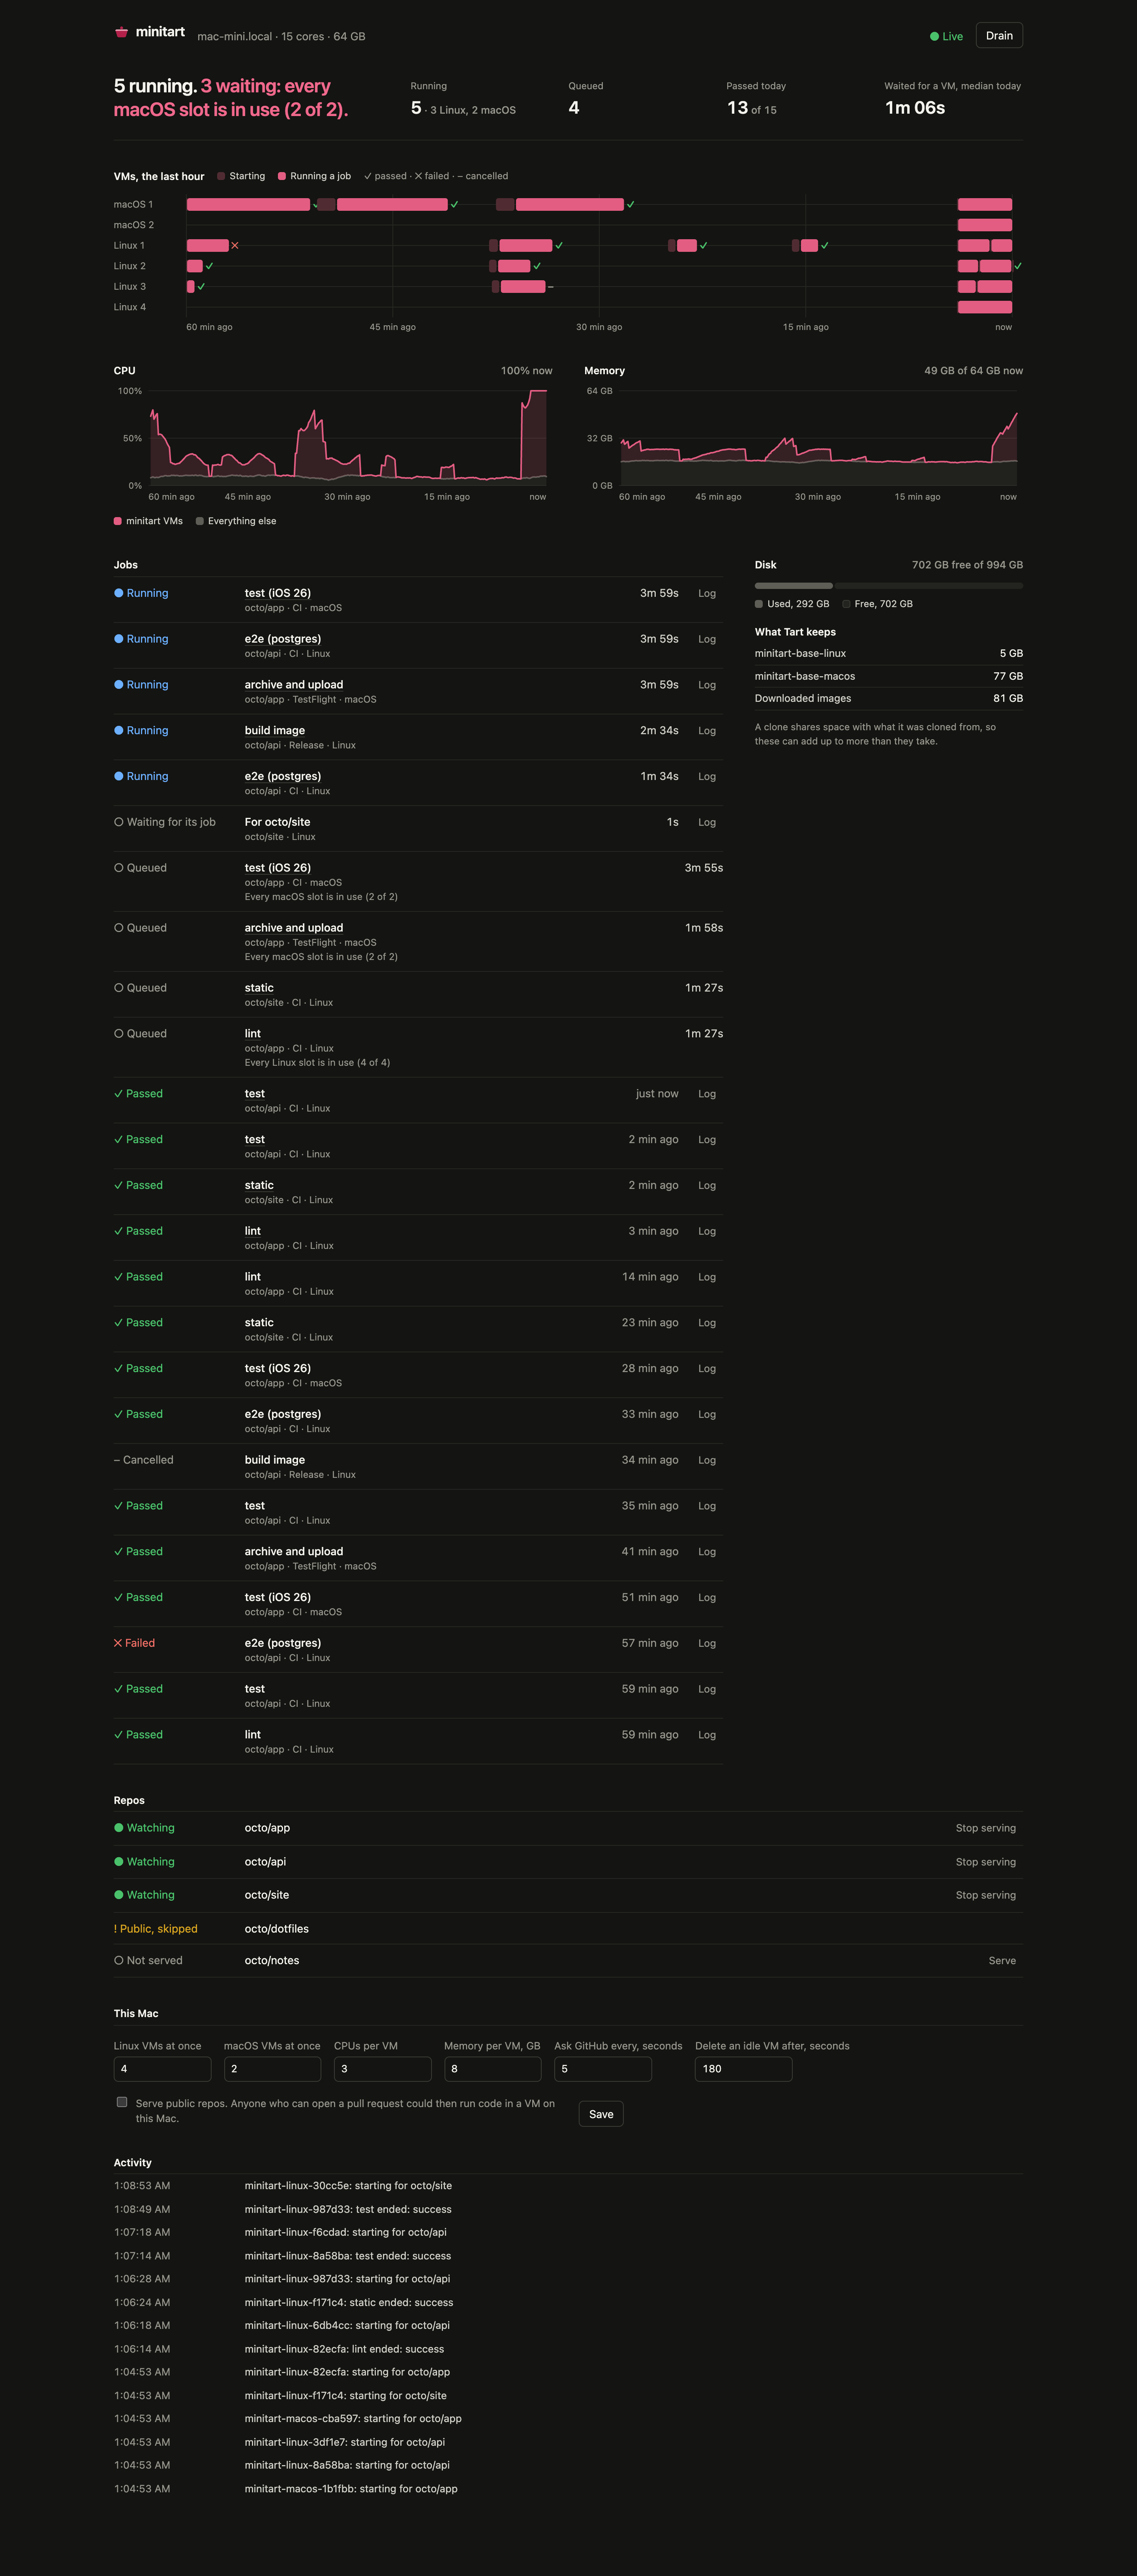 minitart
mac-mini.local · 15 cores · 64 GB
Live
Drain
5 running. 3 waiting: every
macOS slot is in use (2 of 2).
Running
5 · 3 Linux, 2 macOS
Queued
4
Passed today
13 of 15
Waited for a VM, median today
1m 06s
VMs, the last hour
Starting
Running a job
✓ passed · ✕ failed · – cancelled
macOS 1
macOS 2
Linux 1
Linux 2
Linux 3
Linux 4
60 min ago
45 min ago
30 min ago
15 min ago
now
CPU
100% now
100%
50%
0%
60 min ago
45 min ago
30 min ago
15 min ago
now
minitart VMs
Everything else
Memory
49 GB of 64 GB now
64 GB
32 GB
0 GB
60 min ago
45 min ago
30 min ago
15 min ago
now
Jobs
Running
test (iOS 26)
3m 59s
Log
octo/app · CI · macOS
Running
e2e (postgres)
3m 59s
Log
octo/api · CI · Linux
Running
archive and upload
3m 59s
Log
octo/app · TestFlight · macOS
Running
build image
2m 34s
Log
octo/api · Release · Linux
Running
e2e (postgres)
1m 34s
Log
octo/api · CI · Linux
Waiting for its job
For octo/site
1s
Log
octo/site · Linux
Queued
test (iOS 26)
3m 55s
octo/app · CI · macOS
Every macOS slot is in use (2 of 2)
Queued
archive and upload
1m 58s
octo/app · TestFlight · macOS
Every macOS slot is in use (2 of 2)
Queued
static
1m 27s
octo/site · CI · Linux
Queued
lint
1m 27s
octo/app · CI · Linux
Every Linux slot is in use (4 of 4)
✓ Passed
test
just now
Log
octo/api · CI · Linux
✓ Passed
test
2 min ago
Log
octo/api · CI · Linux
✓ Passed
static
2 min ago
Log
octo/site · CI · Linux
✓ Passed
lint
3 min ago
Log
octo/app · CI · Linux
✓ Passed
lint
14 min ago
Log
octo/app · CI · Linux
✓ Passed
static
23 min ago
Log
octo/site · CI · Linux
✓ Passed
test (iOS 26)
28 min ago
Log
octo/app · CI · macOS
✓ Passed
e2e (postgres)
33 min ago
Log
octo/api · CI · Linux
– Cancelled
build image
34 min ago
Log
octo/api · Release · Linux
✓ Passed
test
35 min ago
Log
octo/api · CI · Linux
✓ Passed
archive and upload
41 min ago
Log
octo/app · TestFlight · macOS
✓ Passed
test (iOS 26)
51 min ago
Log
octo/app · CI · macOS
✕ Failed
e2e (postgres)
57 min ago
Log
octo/api · CI · Linux
✓ Passed
test
59 min ago
Log
octo/api · CI · Linux
✓ Passed
lint
59 min ago
Log
octo/app · CI · Linux
Disk
702 GB free of 994 GB
Used, 292 GB
Free, 702 GB
What Tart keeps
minitart-base-linux
5 GB
minitart-base-macos
77 GB
Downloaded images
81 GB
A clone shares space with what it was cloned from, so
these can add up to more than they take.
Repos
Watching
octo/app
Stop serving
Watching
octo/api
Stop serving
Watching
octo/site
Stop serving
! Public, skipped
octo/dotfiles
Not served
octo/notes
Serve
This Mac
Linux VMs at once
4
macOS VMs at once
2
CPUs per VM
3
Memory per VM, GB
8
Ask GitHub every, seconds
5
Delete an idle VM after, seconds
180
Serve public repos. Anyone who can open a pull request could then run code in a VM on
this Mac.
Save
Activity
1:08:53 AM
minitart-linux-30cc5e: starting for octo/site
1:08:49 AM
minitart-linux-987d33: test ended: success
1:07:18 AM
minitart-linux-f6cdad: starting for octo/api
1:07:14 AM
minitart-linux-8a58ba: test ended: success
1:06:28 AM
minitart-linux-987d33: starting for octo/api
1:06:24 AM
minitart-linux-f171c4: static ended: success
1:06:18 AM
minitart-linux-6db4cc: starting for octo/api
1:06:14 AM
minitart-linux-82ecfa: lint ended: success
1:04:53 AM
minitart-linux-82ecfa: starting for octo/app
1:04:53 AM
minitart-linux-f171c4: starting for octo/site
1:04:53 AM
minitart-macos-cba597: starting for octo/app
1:04:53 AM
minitart-linux-3df1e7: starting for octo/api
1:04:53 AM
minitart-linux-8a58ba: starting for octo/api
1:04:53 AM
minitart-macos-1b1fbb: starting for octo/app